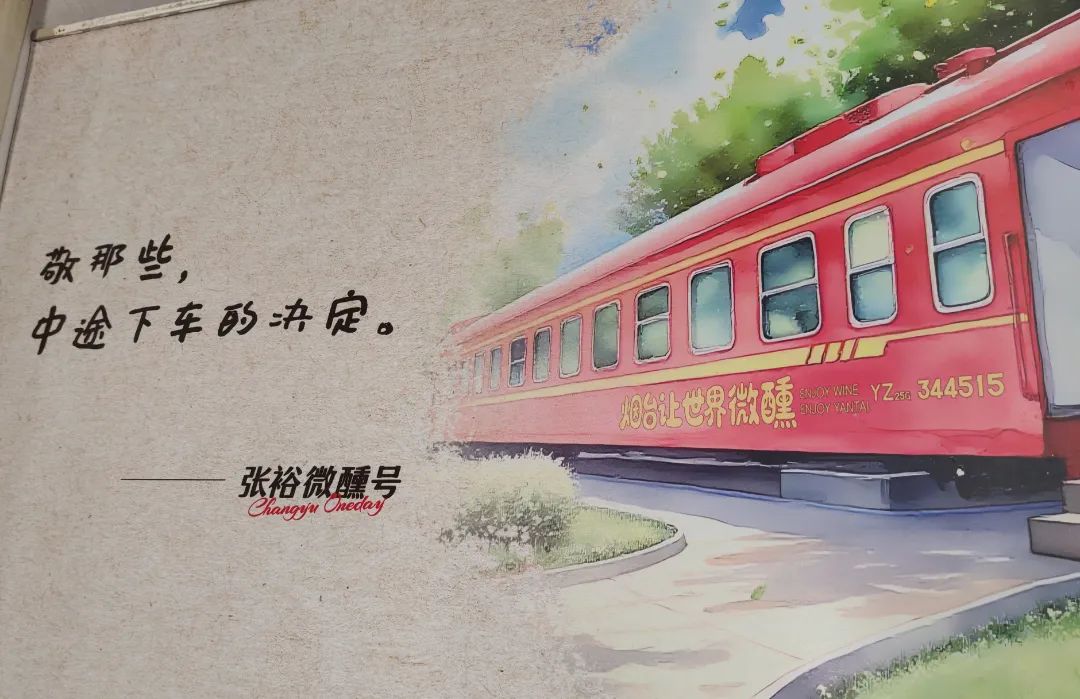 敬那些,
中途下车的决定。
——张裕微醺号
Changyu Oneday
烟台让世界微醺
ENJOY WINE
ENJOY YANTAI
YZ25G 344515